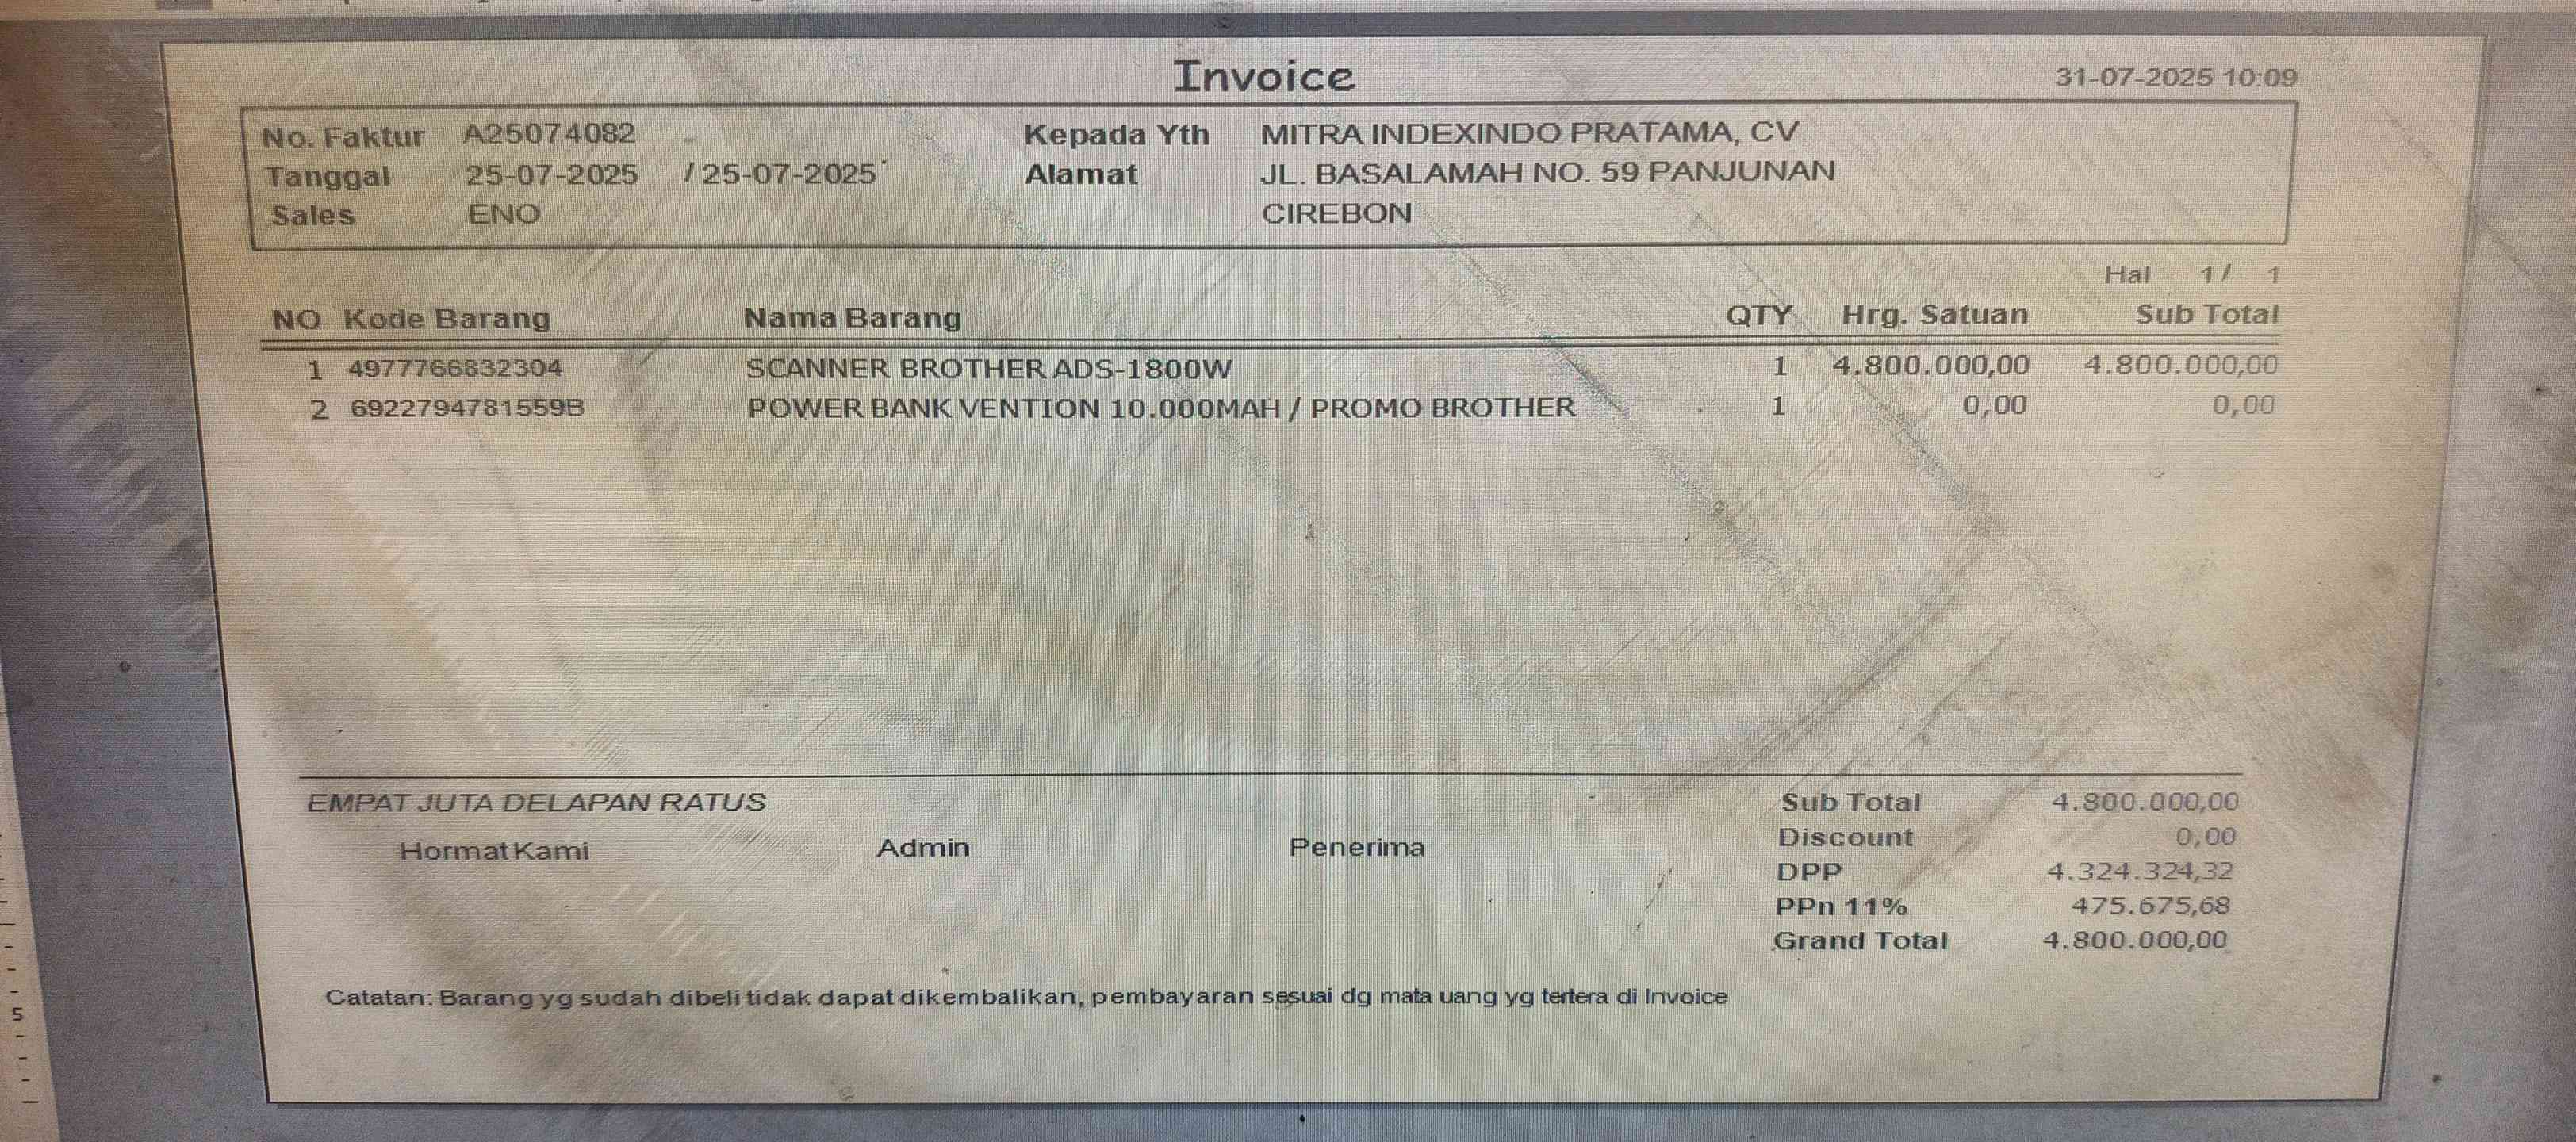 Invoice
31-07-2025 10:09
No. Faktur A25074082 Kepada Yth MITRA INDEXINDO PRATAMA, CV
Tanggal 25-07-2025 / 25-07-2025 Alamat JL. BASALAMAH NO. 59 PANJUNAN
Sales ENO CIREBON
Hal 1 / 1
NO Kode Barang Nama Barang QTY Hrg. Satuan Sub Total
1 4977766832304 SCANNER BROTHER ADS-1800W 1 4.800.000,00 4.800.000,00
2 6922794781559B POWER BANK VENTION 10.000MAH / PROMO BROTHER 1 0,00 0,00
EMPAT JUTA DELAPAN RATUS Sub Total 4.800.000,00
Discount 0,00
Hormat Kami Admin Penerima
DPP 4.324.324,32
PPn 11% 475.675,68
Grand Total 4.800.000,00
Catatan: Barang yg sudah dibeli tidak dapat dikembalikan, pembayaran sesuai dg mata uang yg tertera di Invoice
5